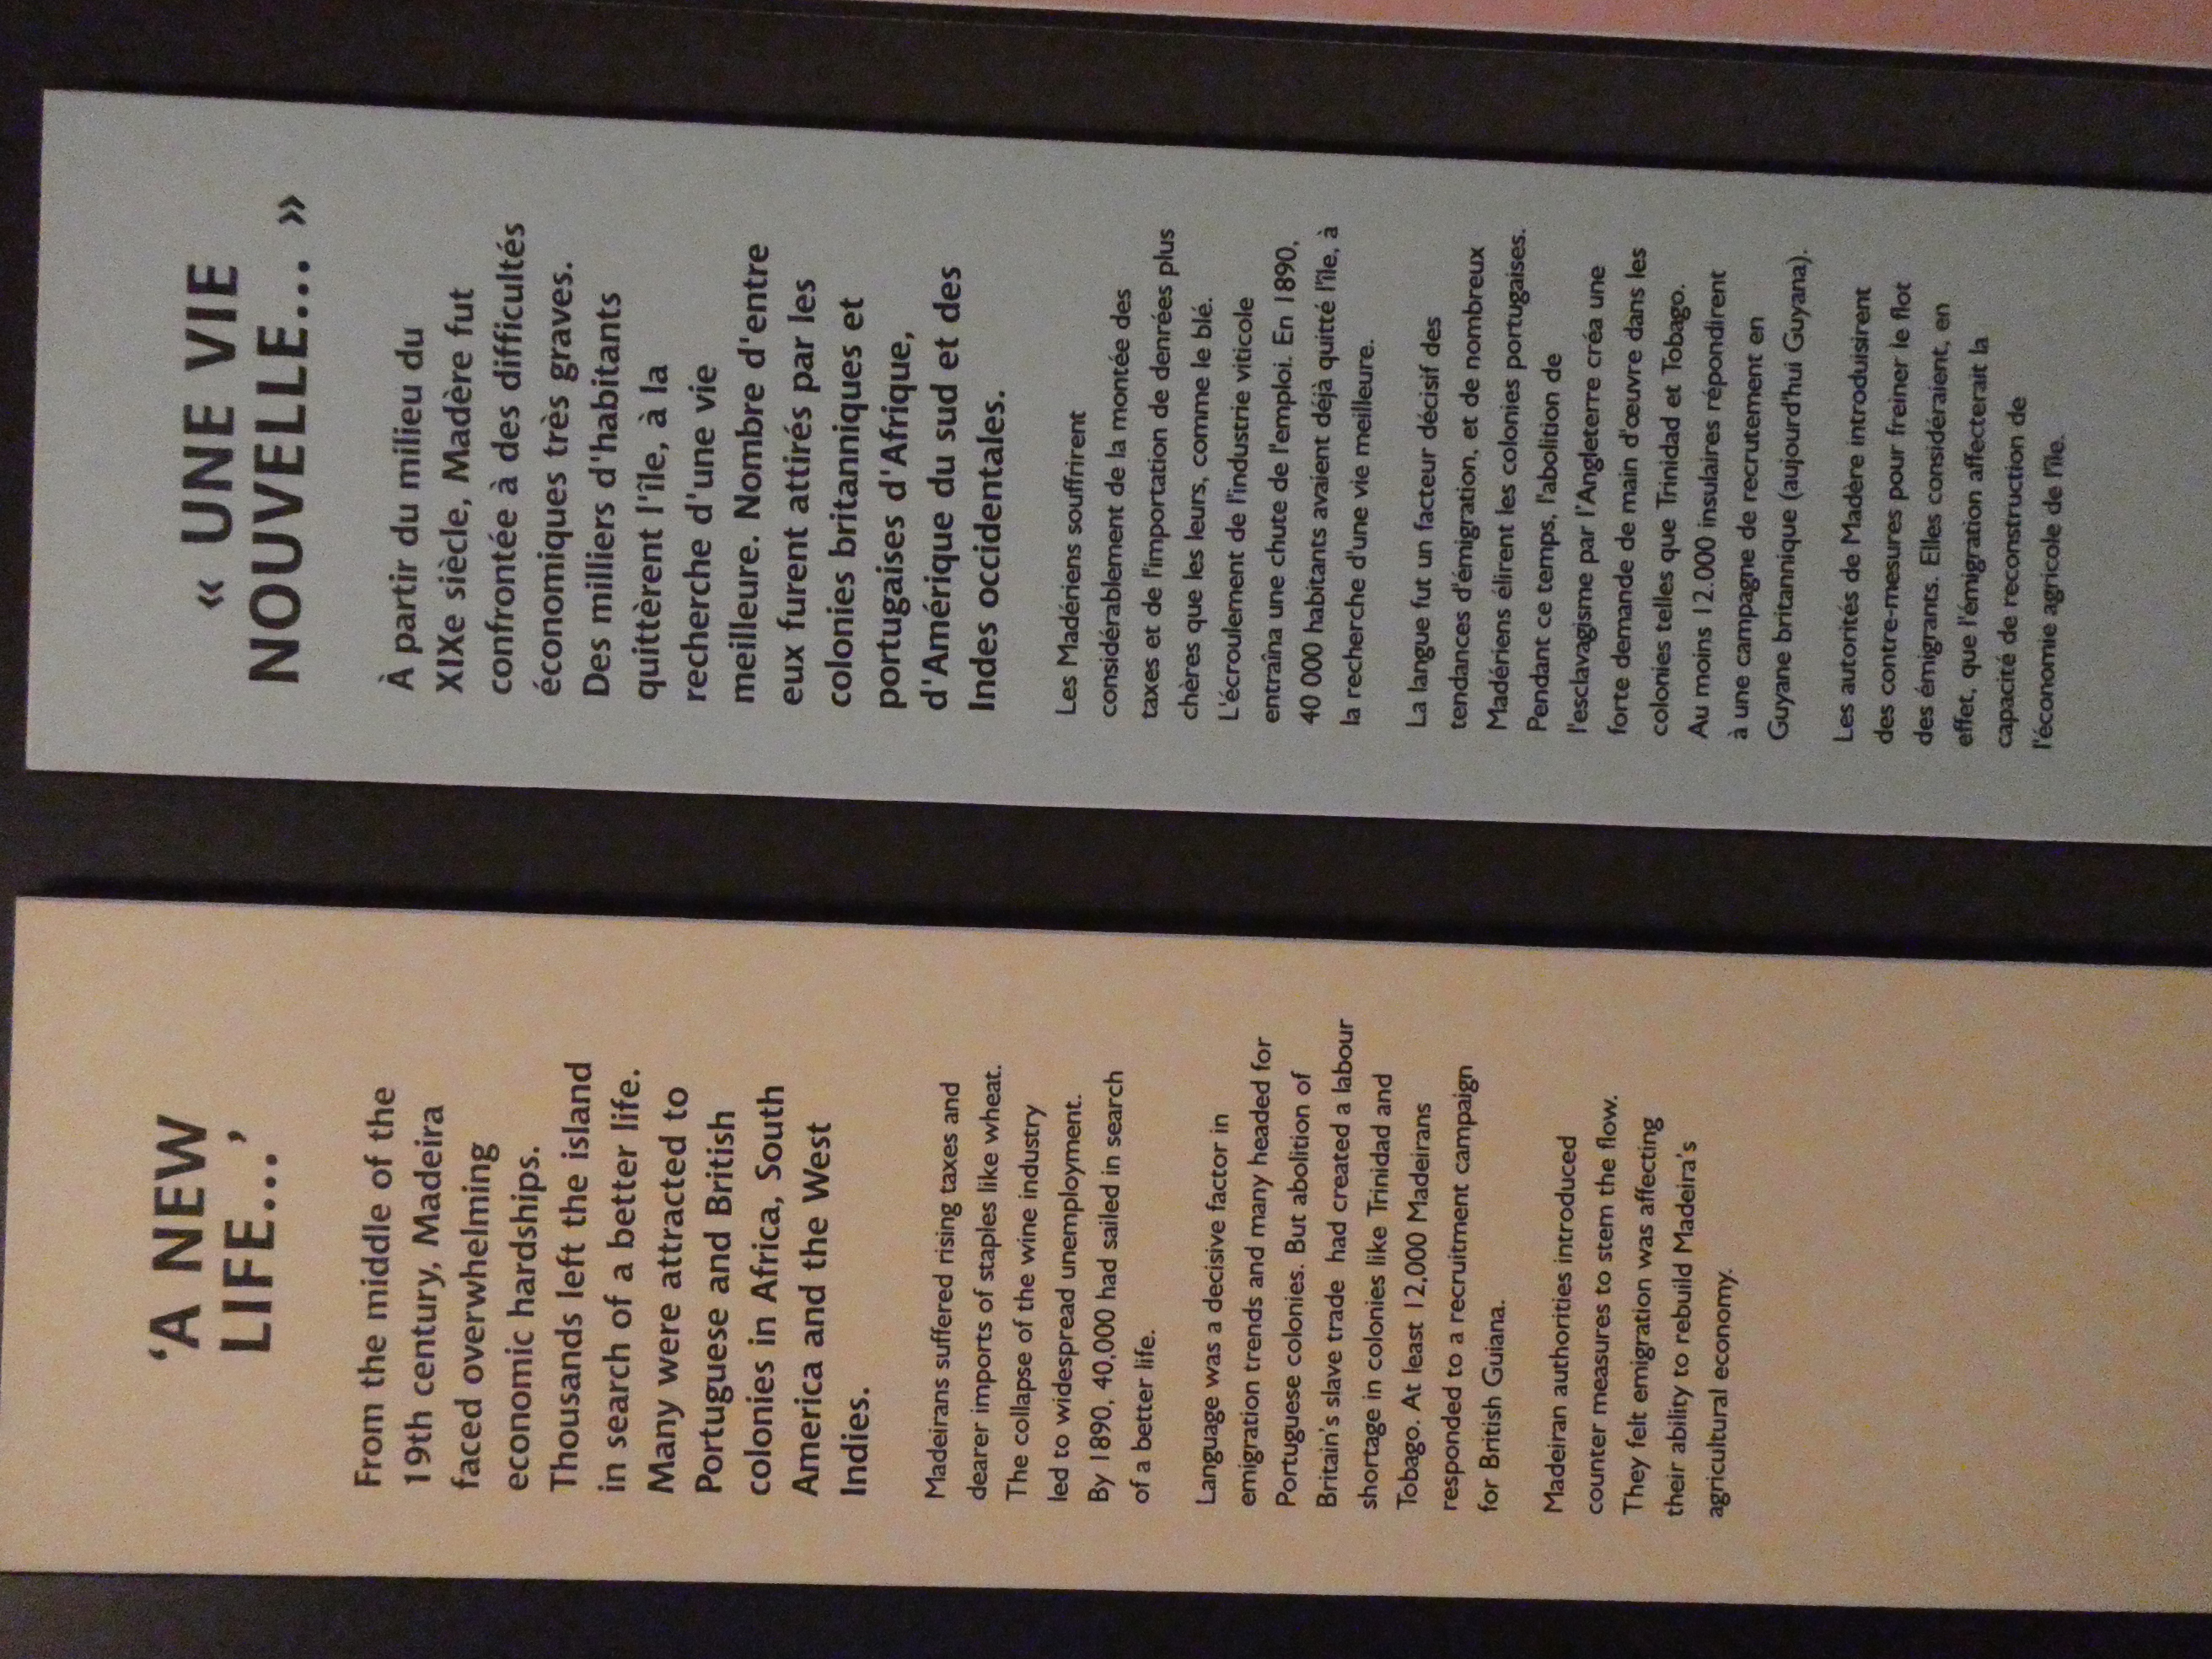 ‘A NEW
LIFE...’
From the middle of the
19th century, Madeira
faced overwhelming
economic hardships.
Thousands left the island
in search of a better life.
Many were attracted to
Portuguese and British
colonies in Africa, South
America and the West
Indies.
Madeirans suffered rising taxes and
dearer imports of staples like wheat.
The collapse of the wine industry
led to widespread unemployment.
By 1890, 40,000 had sailed in search
of a better life.
Language was a decisive factor in
emigration trends and many headed for
Portuguese colonies. But abolition of
Britain's slave trade had created a labour
shortage in colonies like Trinidad and
Tobago. At least 12,000 Madeirans
responded to a recruitment campaign
for British Guiana.
Madeiran authorities introduced
counter measures to stem the flow.
They felt emigration was affecting
their ability to rebuild Madeira's
agricultural economy.
« UNE VIE
NOUVELLE... »
À partir du milieu du
XIXe siècle, Madère fut
confrontée à des difficultés
économiques très graves.
Des milliers d'habitants
quittèrent l'île, à la
recherche d'une vie
meilleure. Nombre d'entre
eux furent attirés par les
colonies britanniques et
portugaises d'Afrique,
d'Amérique du sud et des
Indes occidentales.
Les Madériens souffrirent
considérablement de la montée des
taxes et de l'importation de denrées plus
chères que les leurs, comme le blé.
L'écroulement de l'industrie viticole
entraîna une chute de l'emploi. En 1890,
40 000 habitants avaient déjà quitté l'île, à
la recherche d'une vie meilleure.
La langue fut un facteur décisif des
tendances d'émigration, et de nombreux
Madériens élirent les colonies portugaises.
Pendant ce temps, l'abolition de
l'esclavagisme par l'Angleterre créa une
forte demande de main d'œuvre dans les
colonies telles que Trinidad et Tobago.
Au moins 12.000 insulaires répondirent
à une campagne de recrutement en
Guyane britannique (aujourd'hui Guyana).
Les autorités de Madère introduisirent
des contre-mesures pour freiner le flot
des émigrants. Elles considéraient, en
effet, que l'émigration affecterait la
capacité de reconstruction de
l'économie agricole de l'île.